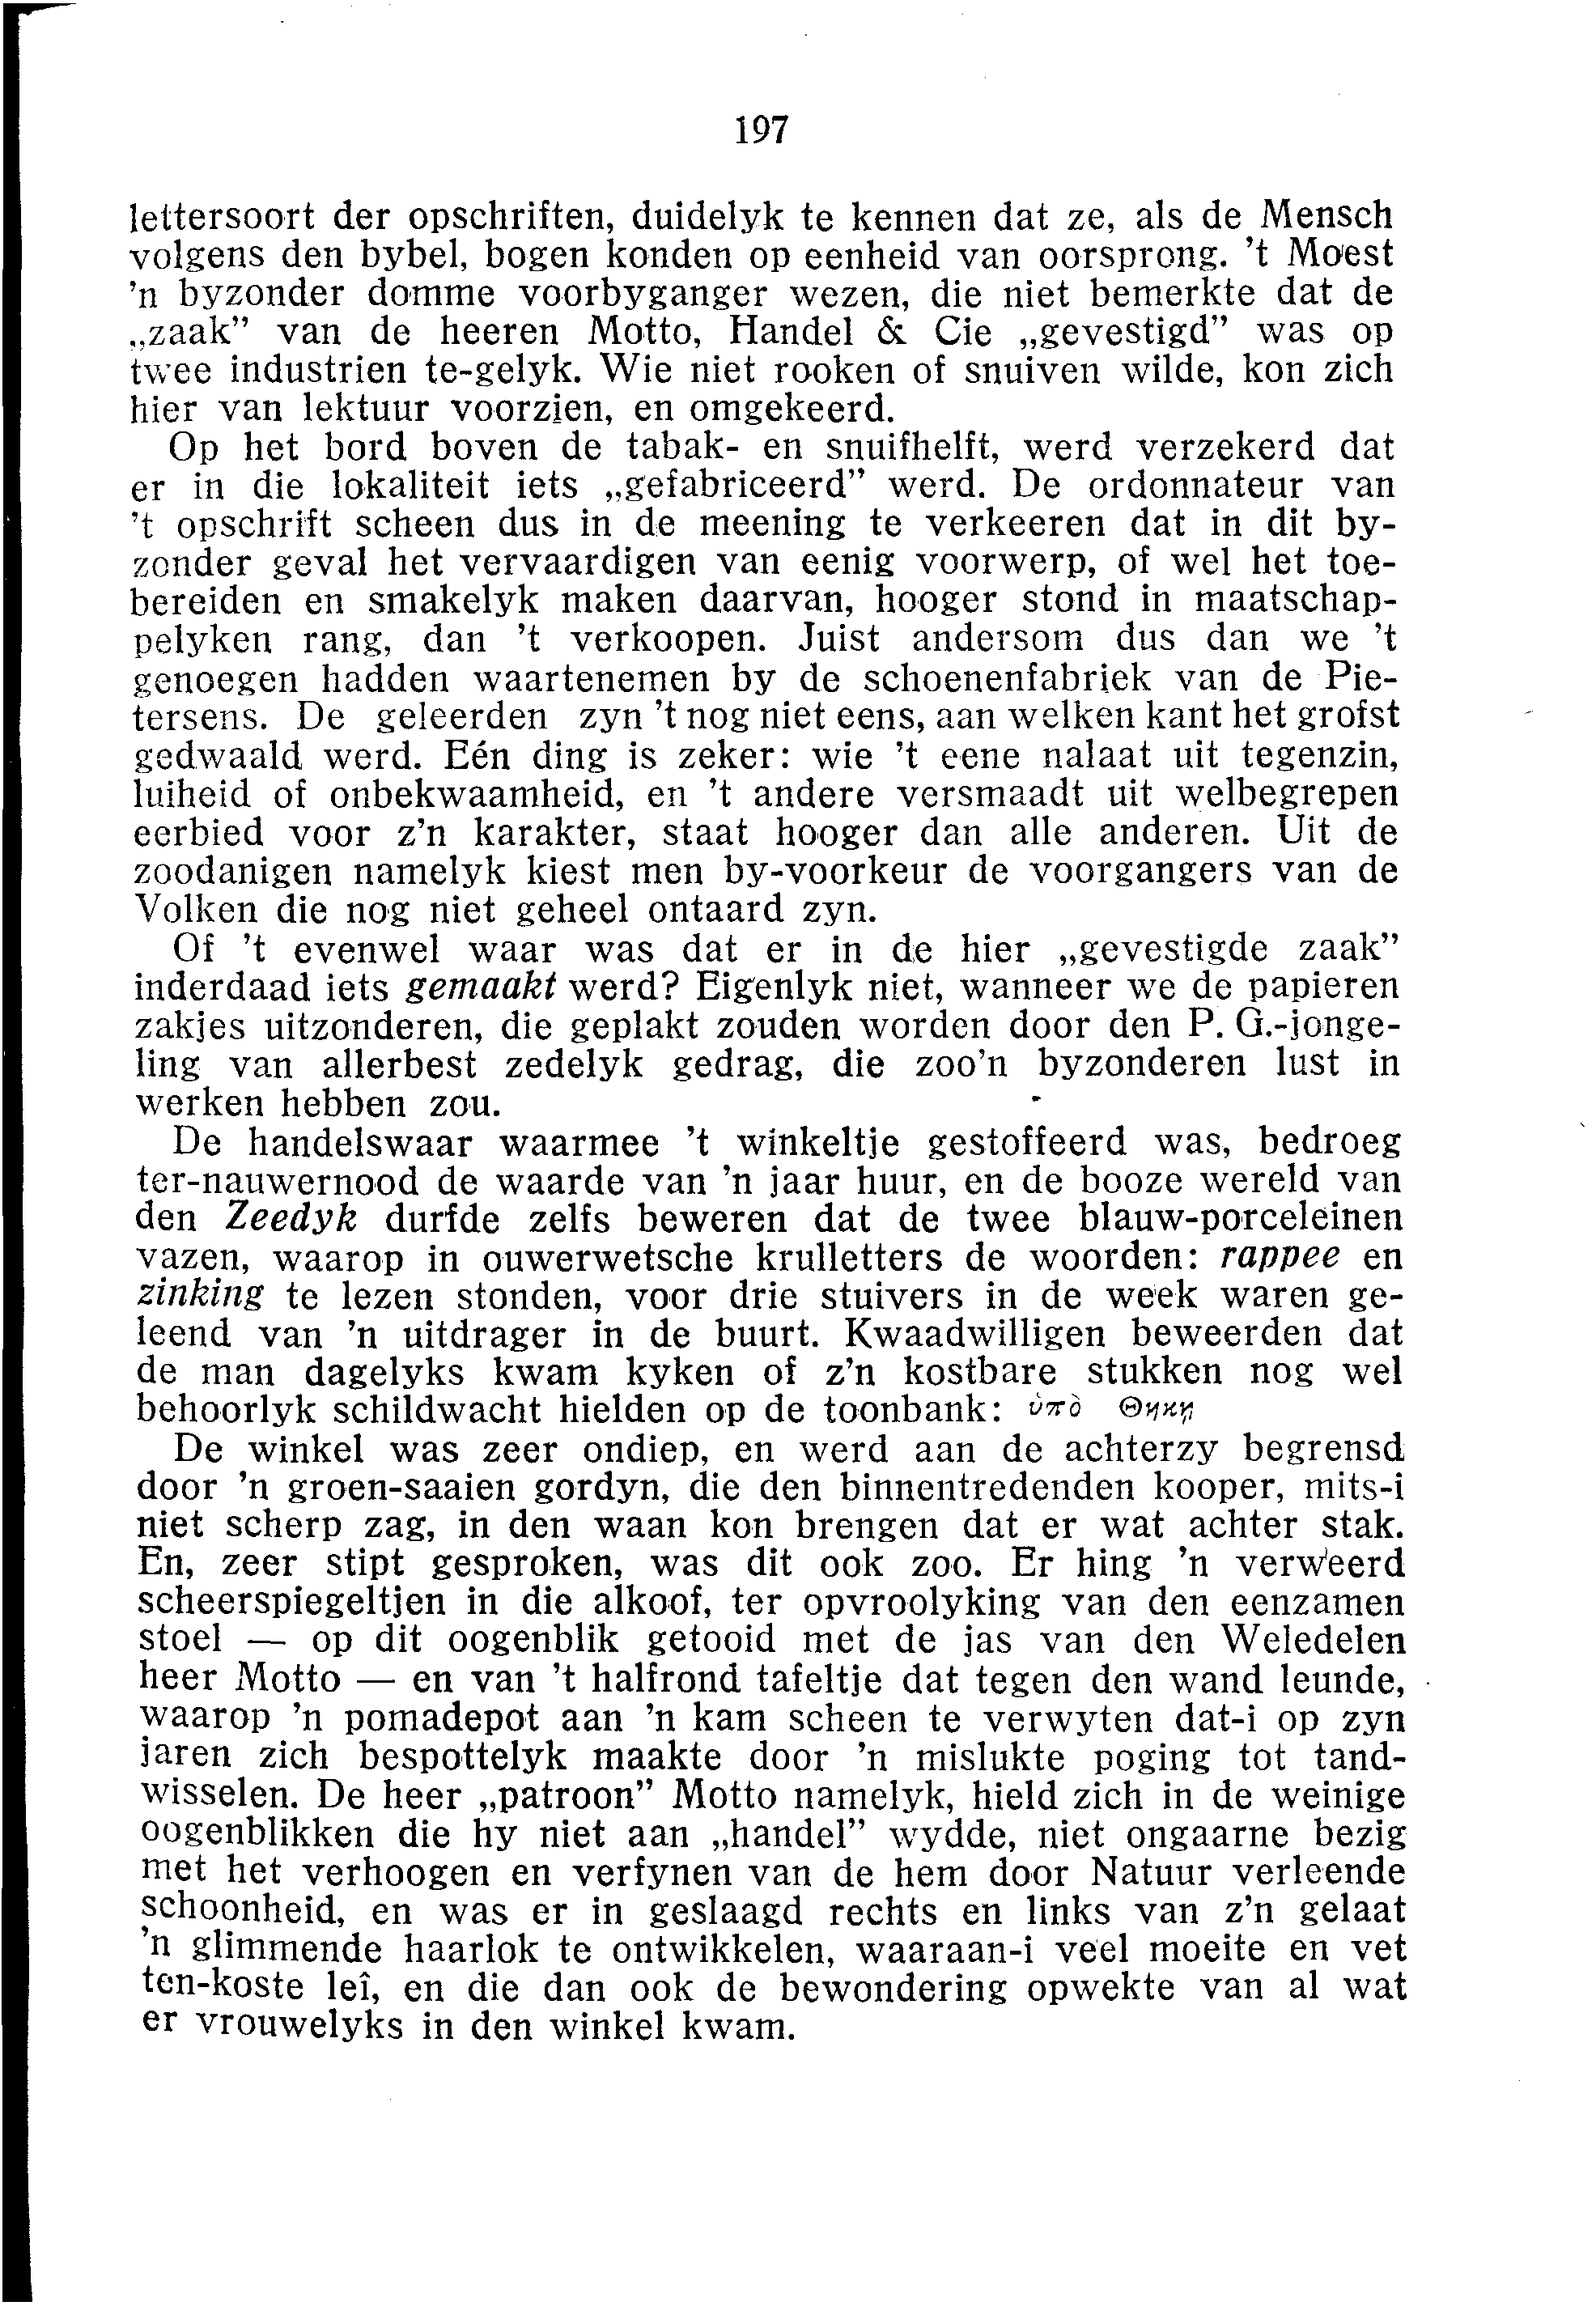 197
lettersoort der opschriften, duidelyk te kennen dat ze, als de Mensch
volgens den bybel, bogen konden op eenheid van oorsprong. 't Moest
'n byzonder domme voorbyganger wezen, die niet bemerkte dat de
„zaak” van de heeren Motto, Handel & Cie „gevestigd” was op
twee industrien te-gelyk. Wie niet rooken of snuiven wilde, kon zich
hier van lektuur voorzien, en omgekeerd.
Op het bord boven de tabak- en snuifhelft, werd verzekerd dat
er in die lokaliteit iets „gefabriceerd” werd. De ordonnateur van
't opschrift scheen dus in de meening te verkeeren dat in dit by-
zonder geval het vervaardigen van eenig voorwerp, of wel het toe-
bereiden en smakelyk maken daarvan, hooger stond in maatschap-
pelyken rang, dan 't verkoopen. Juist andersom dus dan we 't
genoegen hadden waartenemen by de schoenenfabriek van de Pie-
tersens. De geleerden zyn 't nog niet eens, aan welken kant het grofst
gedwaald werd. Eén ding is zeker: wie 't eene nalaat uit tegenzin,
luiheid of onbekwaamheid, en 't andere versmaadt uit welbegrepen
eerbied voor z'n karakter, staat hooger dan alle anderen. Uit de
zoodanigen namelyk kiest men by-voorkeur de voorgangers van de
Volken die nog niet geheel ontaard zyn.
Of 't evenwel waar was dat er in de hier „gevestigde zaak”
inderdaad iets gemaakt werd? Eigenlyk niet, wanneer we de papieren
zakjes uitzonderen, die geplakt zouden worden door den P. G.-jonge-
ling van allerbest zedelyk gedrag, die zoo'n byzonderen lust in
werken hebben zou.
De handelswaar waarmee 't winkeltje gestoffeerd was, bedroeg
ter-nauwernood de waarde van 'n jaar huur, en de booze wereld van
den Zeedyk durfde zelfs beweren dat de twee blauw-porceleinen
vazen, waarop in ouwerwetsche krulletters de woorden: rappee en
zinking te lezen stonden, voor drie stuivers in de week waren ge-
leend van 'n uitdrager in de buurt. Kwaadwilligen beweerden dat
de man dagelyks kwam kyken of z'n kostbare stukken nog wel
behoorlyk schildwacht hielden op de toonbank: ὑπὸ Θηκῃ
De winkel was zeer ondiep, en werd aan de achterzy begrensd
door 'n groen-saaien gordyn, die den binnentredenden kooper, mits-i
niet scherp zag, in den waan kon brengen dat er wat achter stak.
En, zeer stipt gesproken, was dit ook zoo. Er hing 'n verweerd
scheerspiegeltjen in die alkoof, ter opvroolyking van den eenzamen
stoel — op dit oogenblik getooid met de jas van den Weledelen
heer Motto — en van 't halfrond tafeltje dat tegen den wand leunde,
waarop 'n pomadepot aan 'n kam scheen te verwyten dat-i op zyn
jaren zich bespottelyk maakte door 'n mislukte poging tot tand-
wisselen. De heer „patroon” Motto namelyk, hield zich in de weinige
oogenblikken die hy niet aan „handel” wydde, niet ongaarne bezig
met het verhoogen en verfynen van de hem door Natuur verleende
schoonheid, en was er in geslaagd rechts en links van z'n gelaat
'n glimmende haarlok te ontwikkelen, waaraan-i veel moeite en vet
ten-koste leî, en die dan ook de bewondering opwekte van al wat
er vrouwelyks in den winkel kwam.